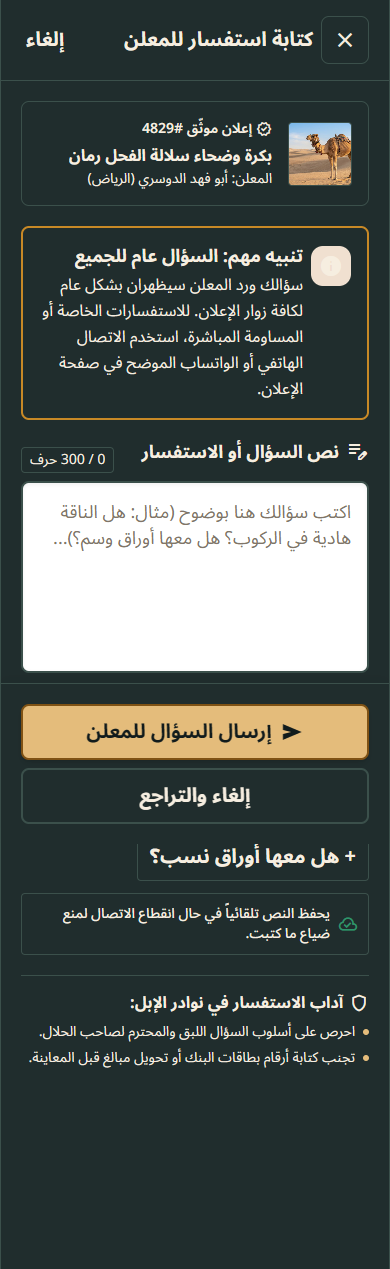 كتابة استفسار للمعلن
إلغاء
إعلان موثّق #4829
بكرة وضحاء سلالة الفحل رمان
المعلن: أبو فهد الدوسري (الرياض)
تنبيه مهم: السؤال عام للجميع
سؤالك ورد المعلن سيظهران بشكل عام
لكافة زوار الإعلان. للاستفسارات الخاصة أو
المساومة المباشرة، استخدم الاتصال
الهاتفي أو الواتساب الموضح في صفحة
الإعلان.
نص السؤال أو الاستفسار
0 / 300 حرف
اكتب سؤالك هنا بوضوح (مثال: هل الناقة
هادية في الركوب؟ هل معها أوراق وسم؟)...
إرسال السؤال للمعلن
إلغاء والتراجع
+ هل معها أوراق نسب؟
يحفظ النص تلقائياً في حال انقطاع الاتصال لمنع
ضياع ما كتبت.
آداب الاستفسار في نوادر الإبل:
احرص على أسلوب السؤال اللبق والمحترم لصاحب الحلال.
تجنب كتابة أرقام بطاقات البنك أو تحويل مبالغ قبل المعاينة.